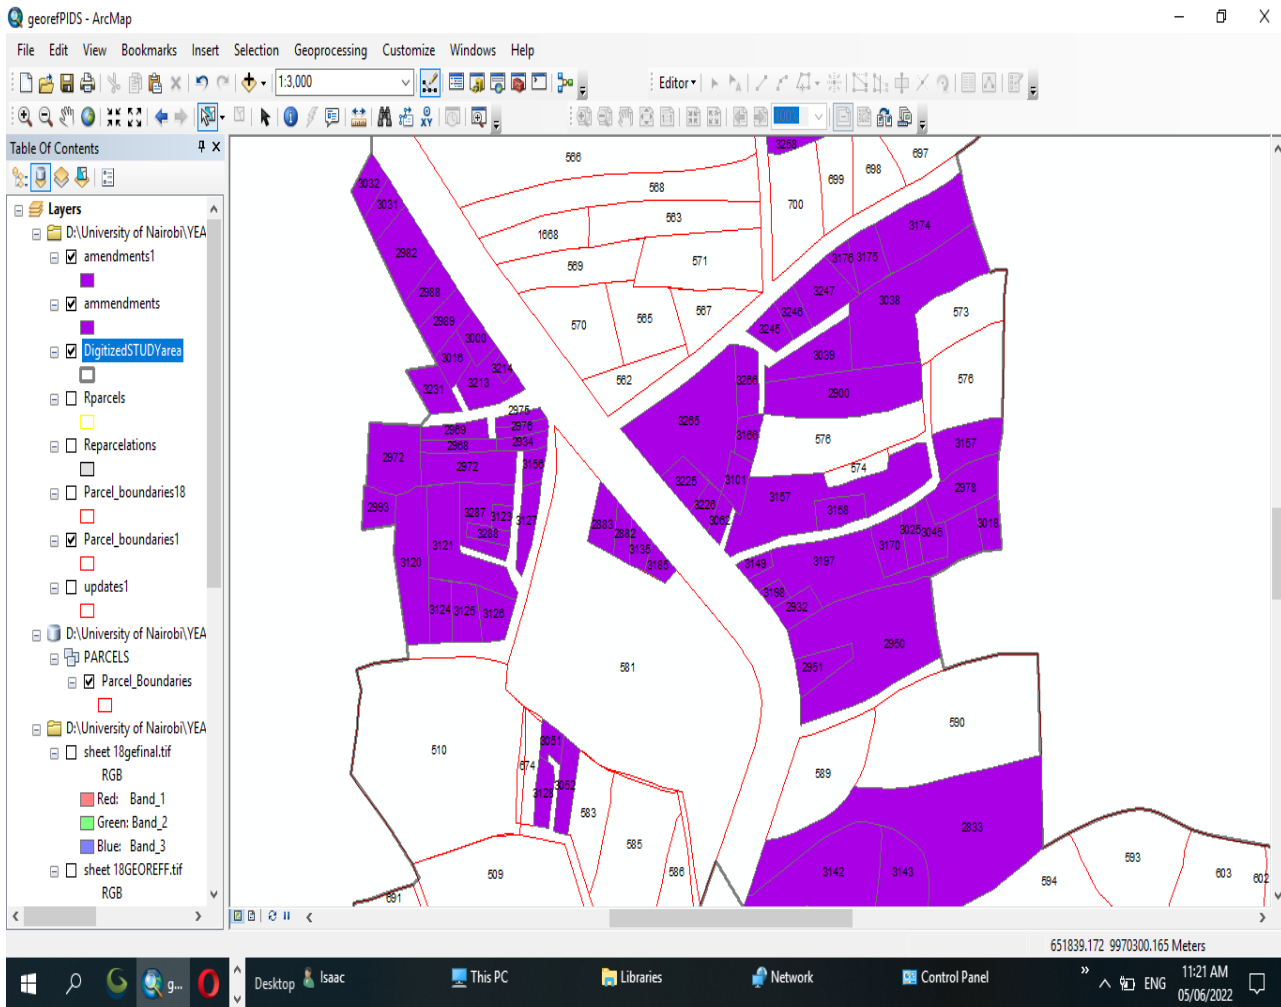 georefPIDS - ArcMap
File Edit View Bookmarks Insert Selection Geoprocessing Customize Windows Help
1:3,000
Editor
100%
Table Of Contents
Layers
D:\University of Nairobi\YEA
amendments1
ammendments
DigitizedSTUDYarea
Rparcels
Reparcelations
Parcel_boundaries18
Parcel_boundaries1
updates1
D:\University of Nairobi\YEA
PARCELS
Parcel_Boundaries
D:\University of Nairobi\YEA
sheet 18gefinal.tif
RGB
Red: Band_1
Green: Band_2
Blue: Band_3
sheet 18GEOREFF.tif
RGB
3258
566
697
698
699
568
700
3032
3031
563
1668
3174
2982
3176 3175
571
569
2988
3247
3038
3246
573
2989
570
565
567
3245
3000
3016
3039
3214
562
576
3213
3231
3266
2900
2975
2976
3265
2969
2934
3166
576
3157
2968
2972
2972
3156
574
3101
3225
3157
2978
2993
3226
3158
3287
3123
3127
2883
3062
3025
3046
3018
3288
2882
3121
3135
3170
3120
3185
3149
3197
3198
2932
3124 3125 3126
2950
2951
581
590
510
3051
674
589
3052
3128
583
2833
585
593
509
586
3142
3143
594
603
602
691
651839.172 9970300.165 Meters
g...
Desktop
Isaac
This PC
Libraries
Network
Control Panel
ENG
11:21 AM
05/06/2022